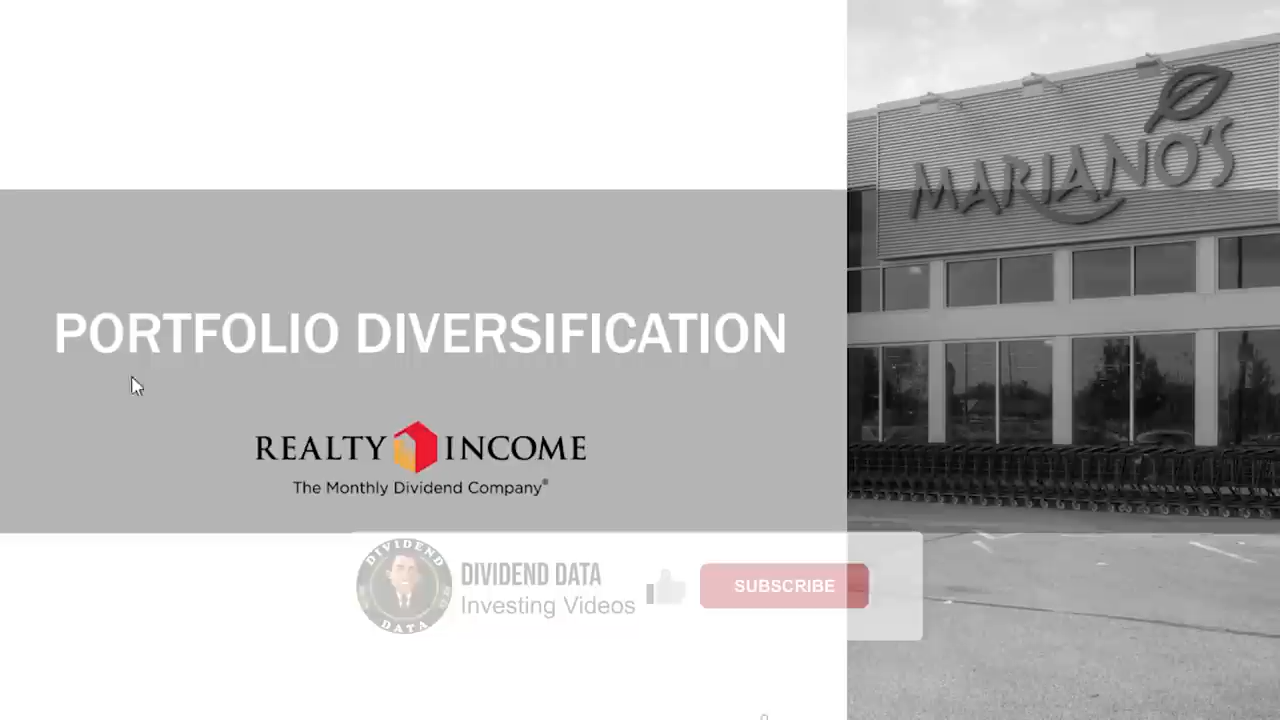 MARIANO'S
PORTFOLIO DIVERSIFICATION
REALTY INCOME
The Monthly Dividend Company®
DIVIDEND
DATA
DIVIDEND DATA
Investing Videos
SUBSCRIBE